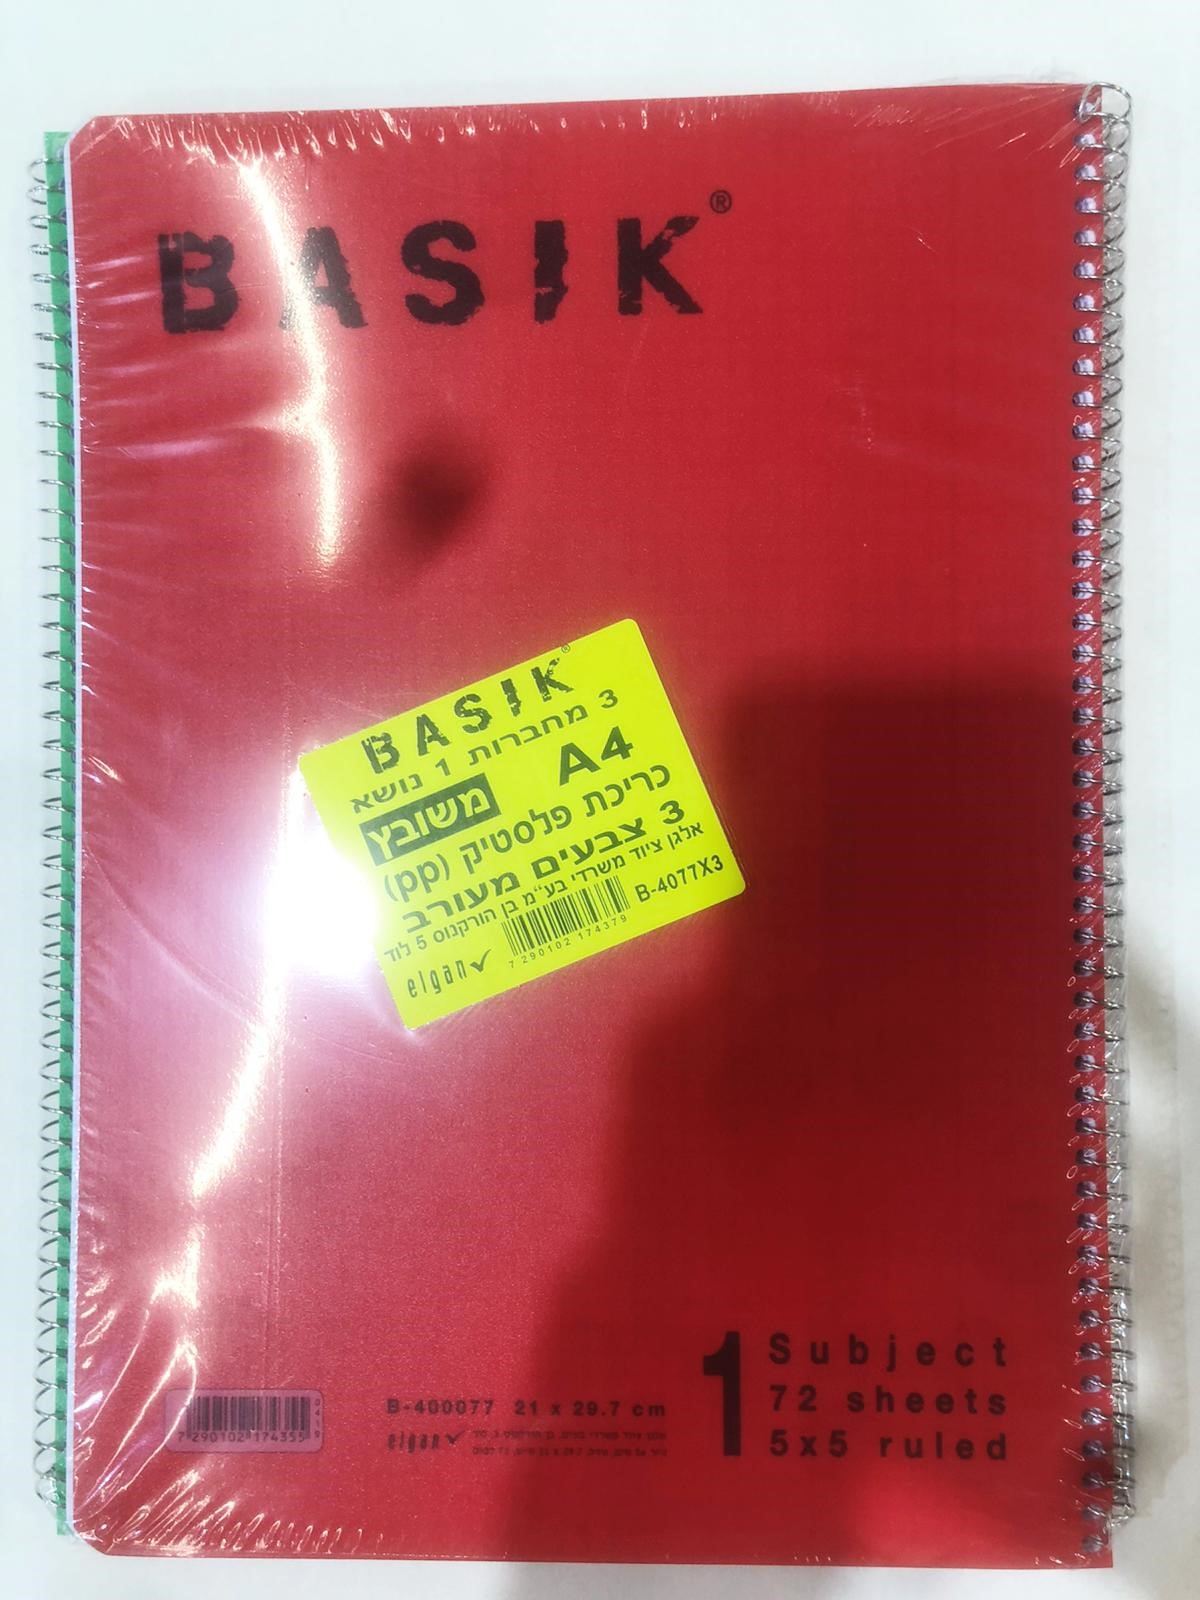 BASIK®
BASIK®
3 מחברות 1 נושא
A4
משובץ
כריכת פלסטיק (pp)
3 צבעים מעורב
אלגן ציוד משרדי בע"מ בן הורקנוס 5 לוד
B-4077X3
7 290102 174379
elgan
1 Subject
72 sheets
5x5 ruled
B-400077 21 x 29.7 cm
elgan
0419
7 290102 174355